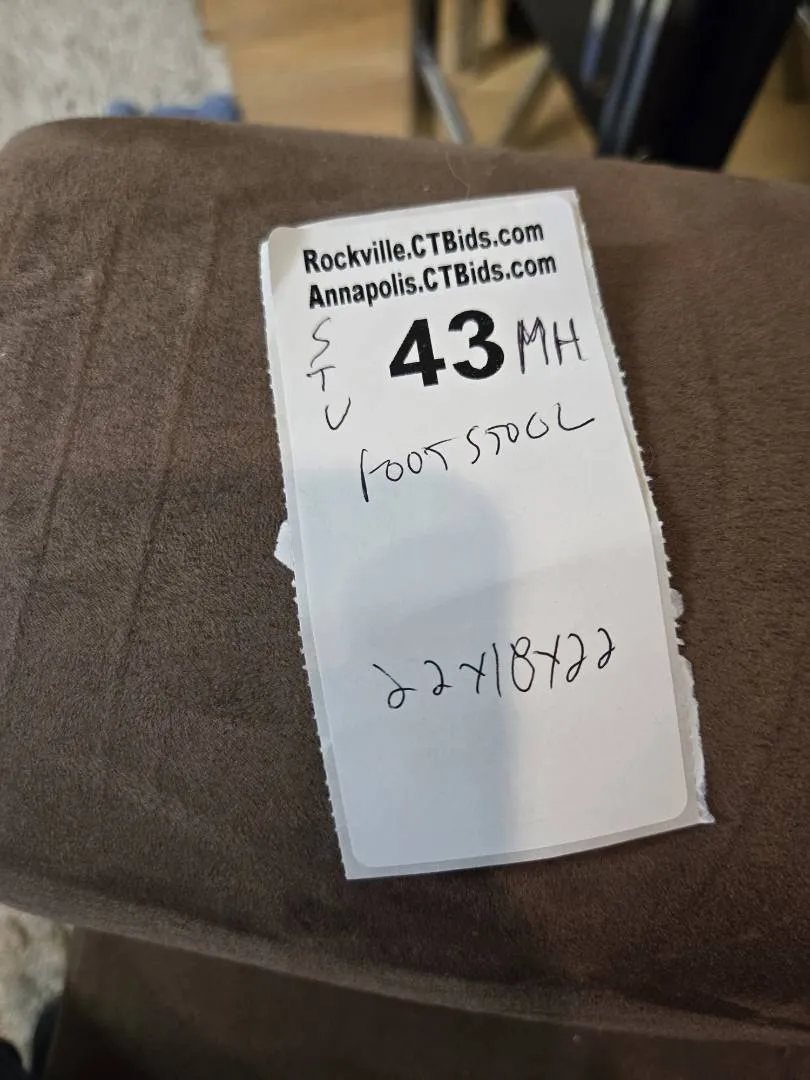 Rockville.CTBids.com
Annapolis.CTBids.com
S
T
U
43 MH
FOOTSTOOL
22x18x22